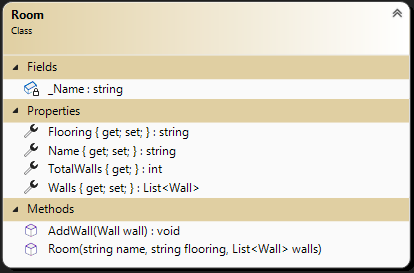 Room
Class
Fields
_Name : string
Properties
Flooring { get; set; } : string
Name { get; set; } : string
TotalWalls { get; set; } : int
Walls { get; set; } : List<Wall>
Methods
AddWall(Wall wall) : void
Room(string name, string flooring, List<Wall> walls)